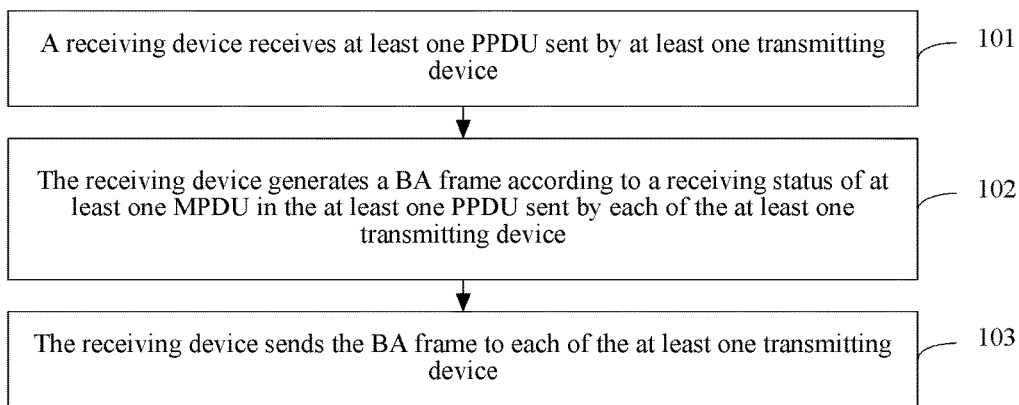 A receiving device receives at least one PPDU sent by at least one transmitting
device
101
The receiving device generates a BA frame according to a receiving status of at
least one MPDU in the at least one PPDU sent by each of the at least one
transmitting device
102
The receiving device sends the BA frame to each of the at least one transmitting
device
103